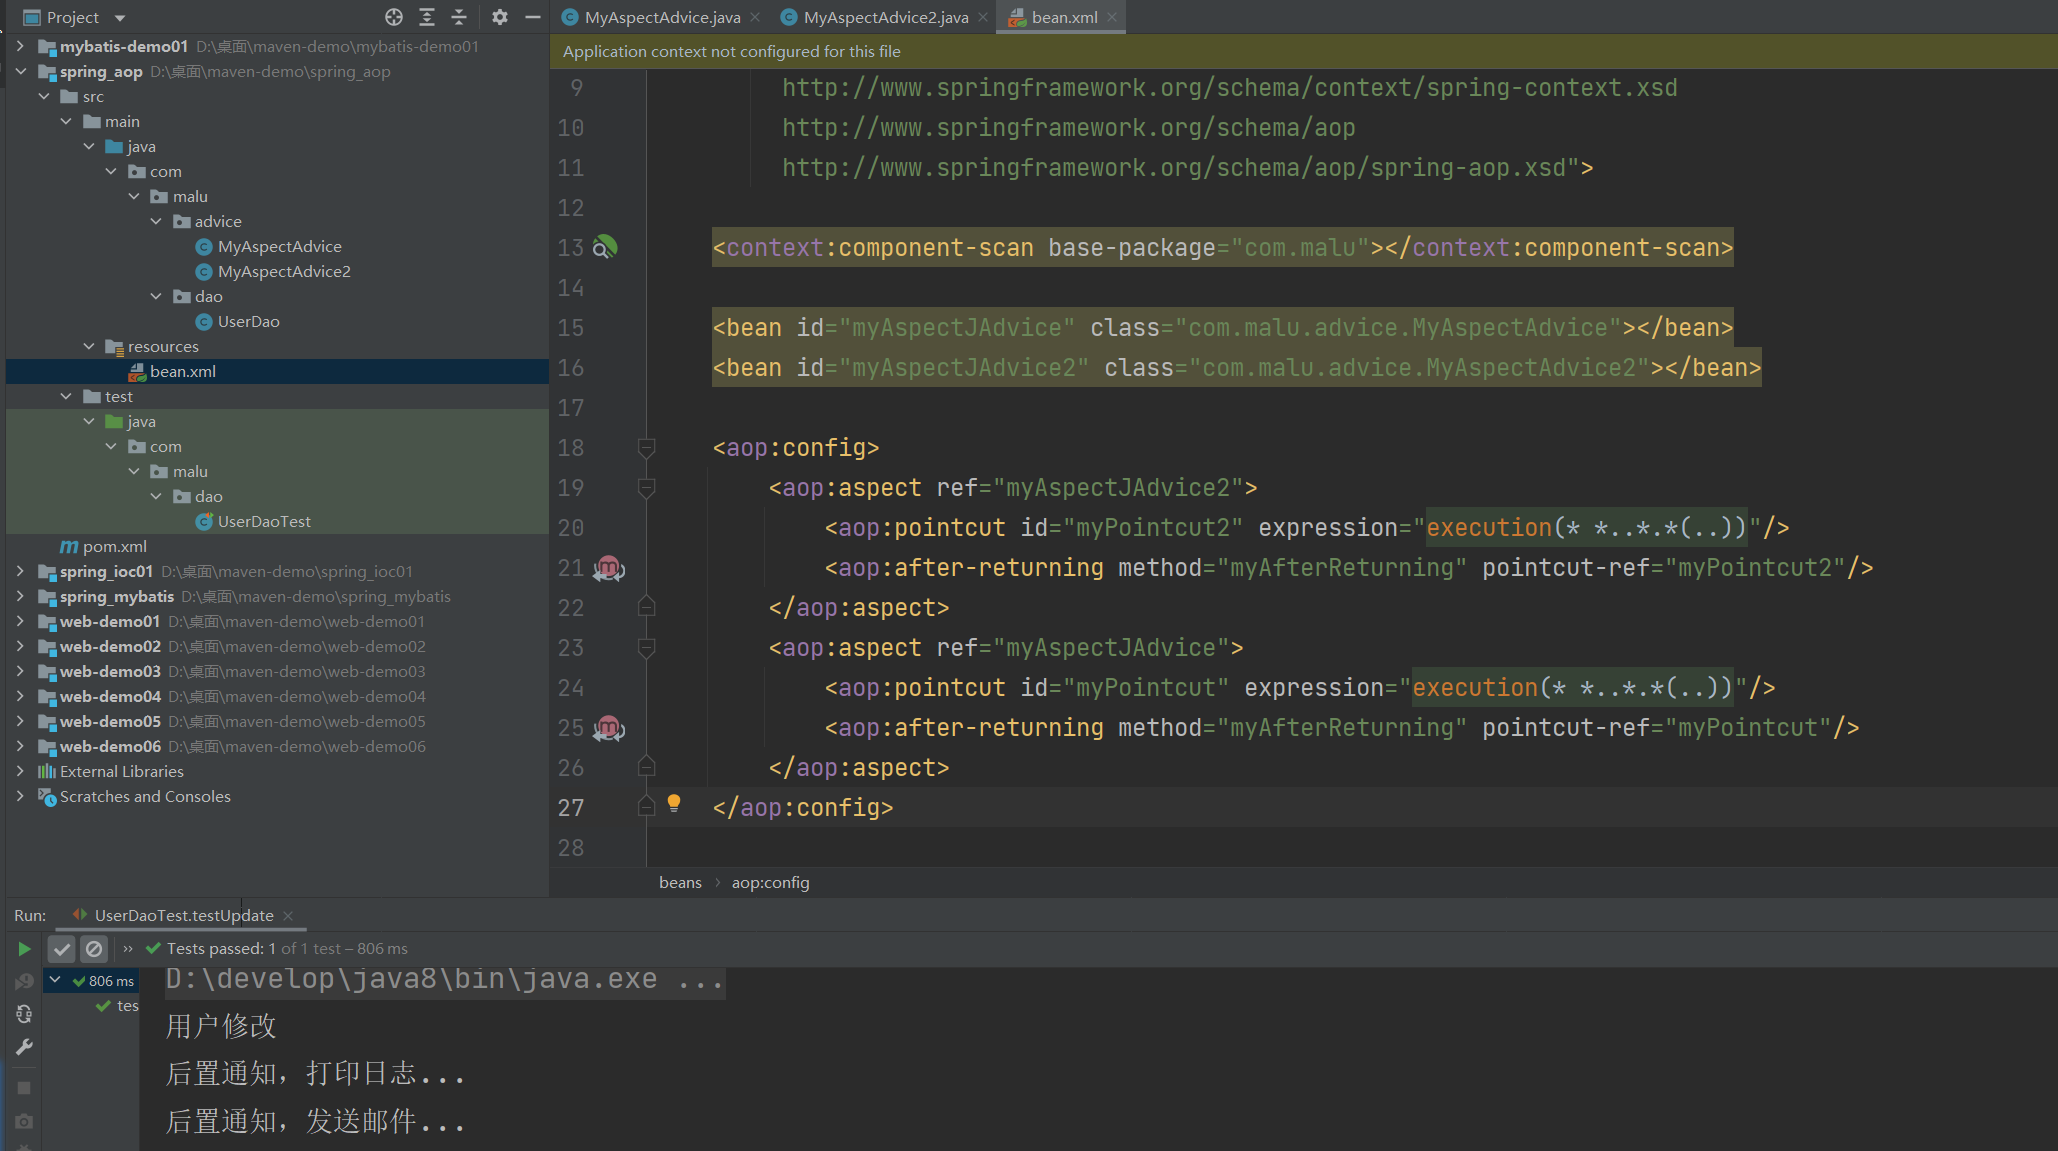 Project
mybatis-demo01 D:\桌面\maven-demo\mybatis-demo01
spring_aop D:\桌面\maven-demo\spring_aop
src
main
java
com
malu
advice
MyAspectAdvice
MyAspectAdvice2
dao
UserDao
resources
bean.xml
test
java
com
malu
dao
UserDaoTest
pom.xml
spring_ioc01 D:\桌面\maven-demo\spring_ioc01
spring_mybatis D:\桌面\maven-demo\spring_mybatis
web-demo01 D:\桌面\maven-demo\web-demo01
web-demo02 D:\桌面\maven-demo\web-demo02
web-demo03 D:\桌面\maven-demo\web-demo03
web-demo04 D:\桌面\maven-demo\web-demo04
web-demo05 D:\桌面\maven-demo\web-demo05
web-demo06 D:\桌面\maven-demo\web-demo06
External Libraries
Scratches and Consoles
MyAspectAdvice.java MyAspectAdvice2.java bean.xml
Application context not configured for this file
9 http://www.springframework.org/schema/context/spring-context.xsd
10 http://www.springframework.org/schema/aop
11 http://www.springframework.org/schema/aop/spring-aop.xsd">
12
13 <context:component-scan base-package="com.malu"></context:component-scan>
14
15 <bean id="myAspectJAdvice" class="com.malu.advice.MyAspectAdvice"></bean>
16 <bean id="myAspectJAdvice2" class="com.malu.advice.MyAspectAdvice2"></bean>
17
18 <aop:config>
19 <aop:aspect ref="myAspectJAdvice2">
20 <aop:pointcut id="myPointcut2" expression="execution(* *..*.*(..))"/>
21 <aop:after-returning method="myAfterReturning" pointcut-ref="myPointcut2"/>
22 </aop:aspect>
23 <aop:aspect ref="myAspectJAdvice">
24 <aop:pointcut id="myPointcut" expression="execution(* *..*.*(..))"/>
25 <aop:after-returning method="myAfterReturning" pointcut-ref="myPointcut"/>
26 </aop:aspect>
27 </aop:config>
28
beans › aop:config
Run: UserDaoTest.testUpdate
Tests passed: 1 of 1 test – 806 ms
806 ms
tes
D:\develop\java8\bin\java.exe ...
用户修改
后置通知，打印日志...
后置通知，发送邮件...